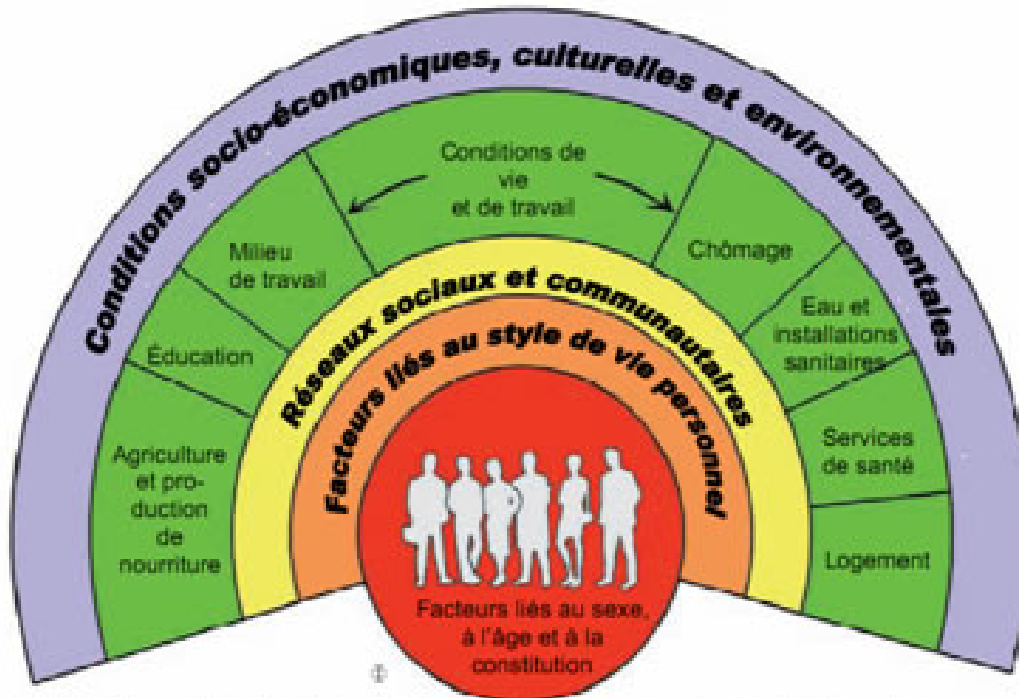 Conditions socio-économiques, culturelles et environnementales
Conditions de
vie
et de travail
Milieu
de travail
Chômage
Éducation
Eau et
installations
sanitaires
Agriculture
et pro-
duction
de
nourriture
Services
de santé
Logement
Réseaux sociaux et communautaires
Facteurs liés au style de vie personnel
Facteurs liés au sexe,
à l'âge et à la
constitution